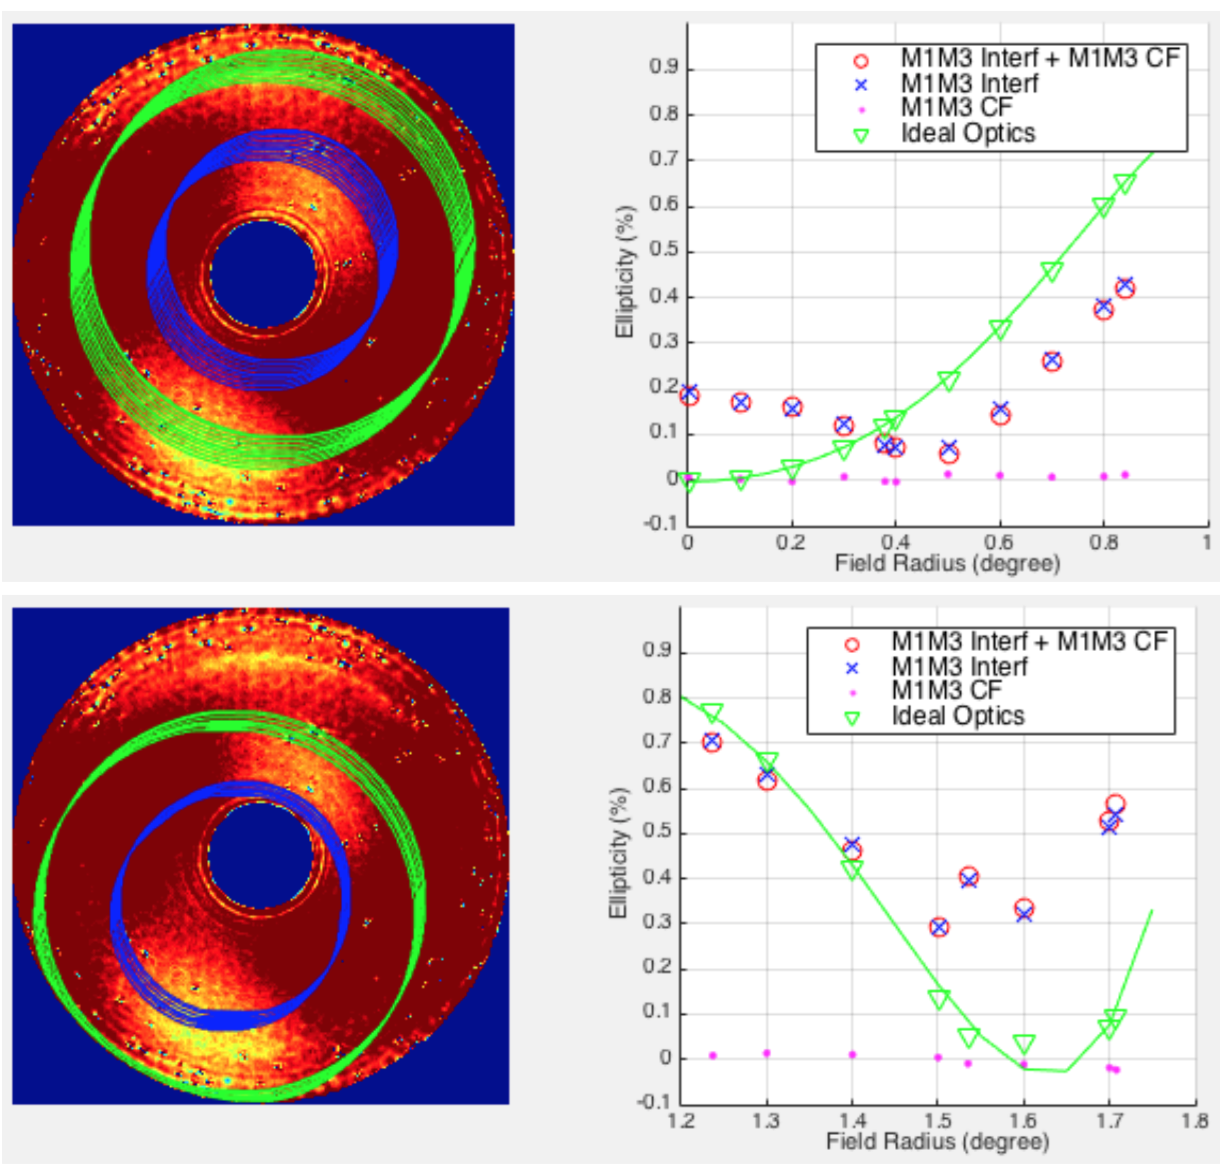 0.9
0.8
0.7
0.6
0.5
0.4
0.3
0.2
0.1
0
-0.1
Ellipticity (%)
M1M3 Interf + M1M3 CF
M1M3 Interf
M1M3 CF
Ideal Optics
0 0.2 0.4 0.6 0.8 1
Field Radius (degree)
0.9
0.8
0.7
0.6
0.5
0.4
0.3
0.2
0.1
0
-0.1
Ellipticity (%)
M1M3 Interf + M1M3 CF
M1M3 Interf
M1M3 CF
Ideal Optics
1.2 1.3 1.4 1.5 1.6 1.7 1.8
Field Radius (degree)